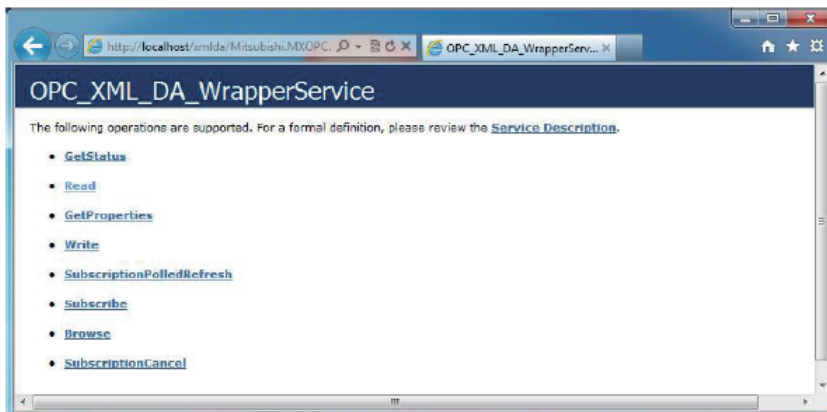 http://localhost/xmlda/Mitsubishi.MXOPC.
OPC_XML_DA_WrapperServ...
OPC_XML_DA_WrapperService
The following operations are supported. For a formal definition, please review the Service Description.
• GetStatus
• Read
• GetProperties
• Write
• SubscriptionPolledRefresh
• Subscribe
• Browse
• SubscriptionCancel